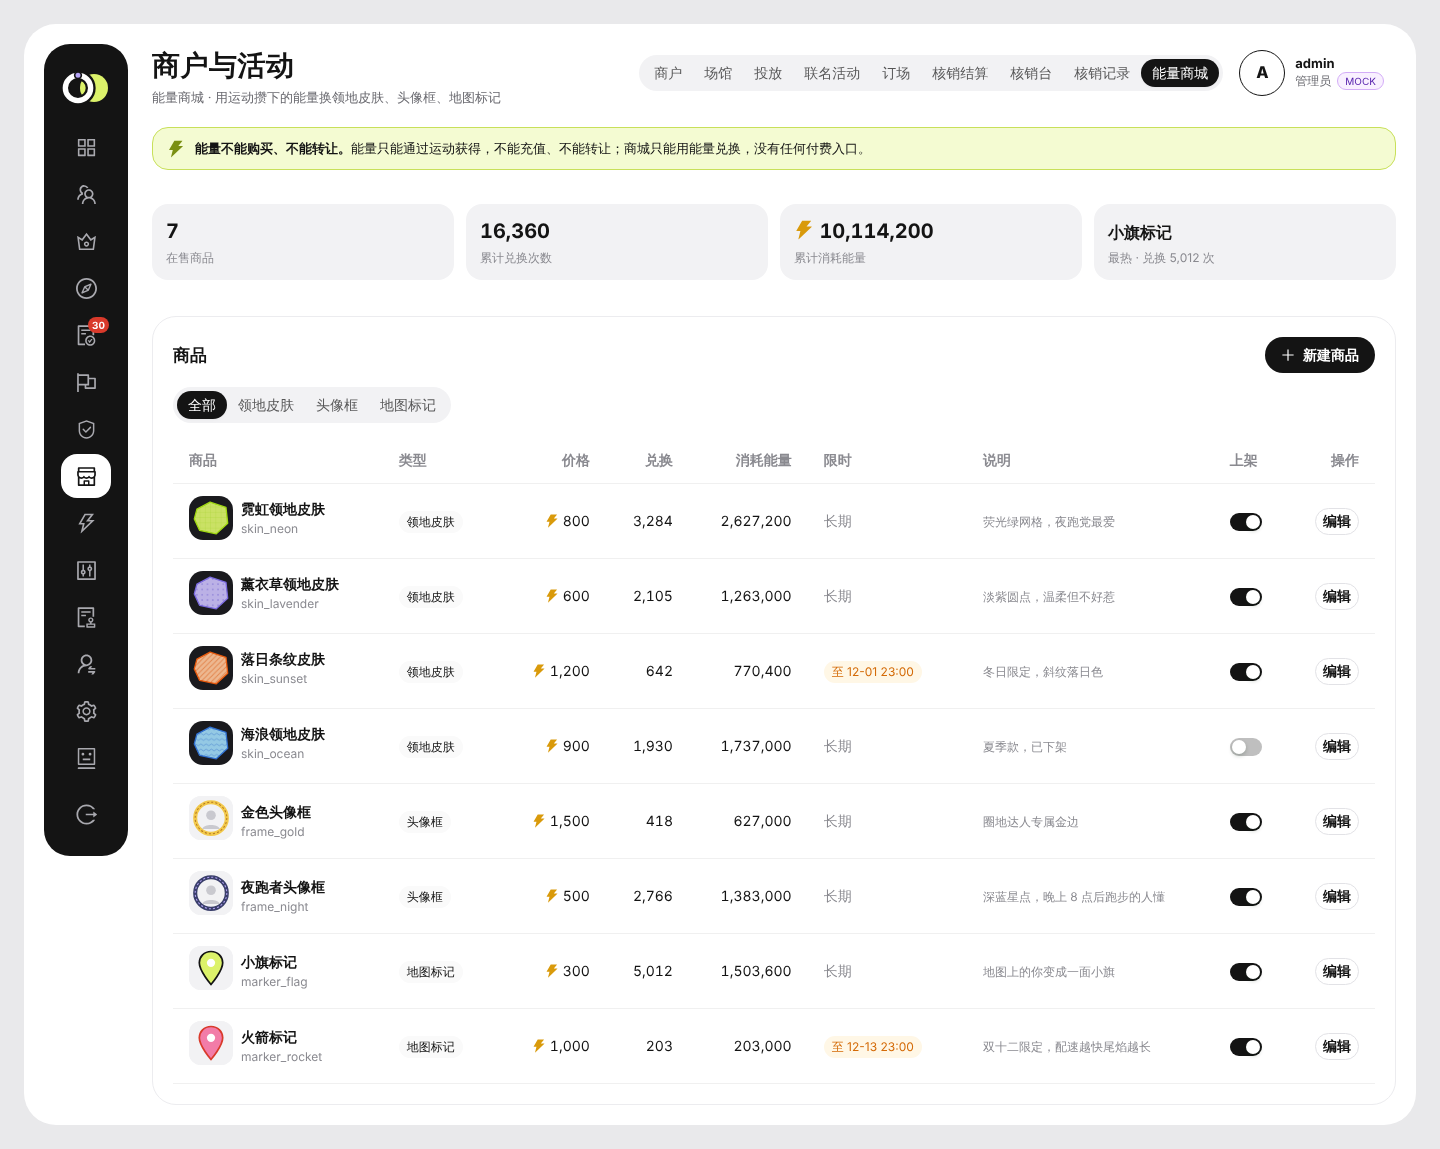 商户与活动
能量商城 · 用运动攒下的能量换领地皮肤、头像框、地图标记
商户 场馆 投放 联名活动 订场 核销结算 核销台 核销记录 能量商城
A
admin
管理员 MOCK
30
能量不能购买、不能转让。能量只能通过运动获得，不能充值、不能转让；商城只能用能量兑换，没有任何付费入口。
7
在售商品
16,360
累计兑换次数
10,114,200
累计消耗能量
小旗标记
最热 · 兑换 5,012 次
商品
新建商品
全部 领地皮肤 头像框 地图标记
商品 类型 价格 兑换 消耗能量 限时 说明 上架 操作
霓虹领地皮肤
skin_neon
领地皮肤 800 3,284 2,627,200 长期 荧光绿网格，夜跑党最爱 编辑
薰衣草领地皮肤
skin_lavender
领地皮肤 600 2,105 1,263,000 长期 淡紫圆点，温柔但不好惹 编辑
落日条纹皮肤
skin_sunset
领地皮肤 1,200 642 770,400 至 12-01 23:00 冬日限定，斜纹落日色 编辑
海浪领地皮肤
skin_ocean
领地皮肤 900 1,930 1,737,000 长期 夏季款，已下架 编辑
金色头像框
frame_gold
头像框 1,500 418 627,000 长期 圈地达人专属金边 编辑
夜跑者头像框
frame_night
头像框 500 2,766 1,383,000 长期 深蓝星点，晚上 8 点后跑步的人懂 编辑
小旗标记
marker_flag
地图标记 300 5,012 1,503,600 长期 地图上的你变成一面小旗 编辑
火箭标记
marker_rocket
地图标记 1,000 203 203,000 至 12-13 23:00 双十二限定，配速越快尾焰越长 编辑